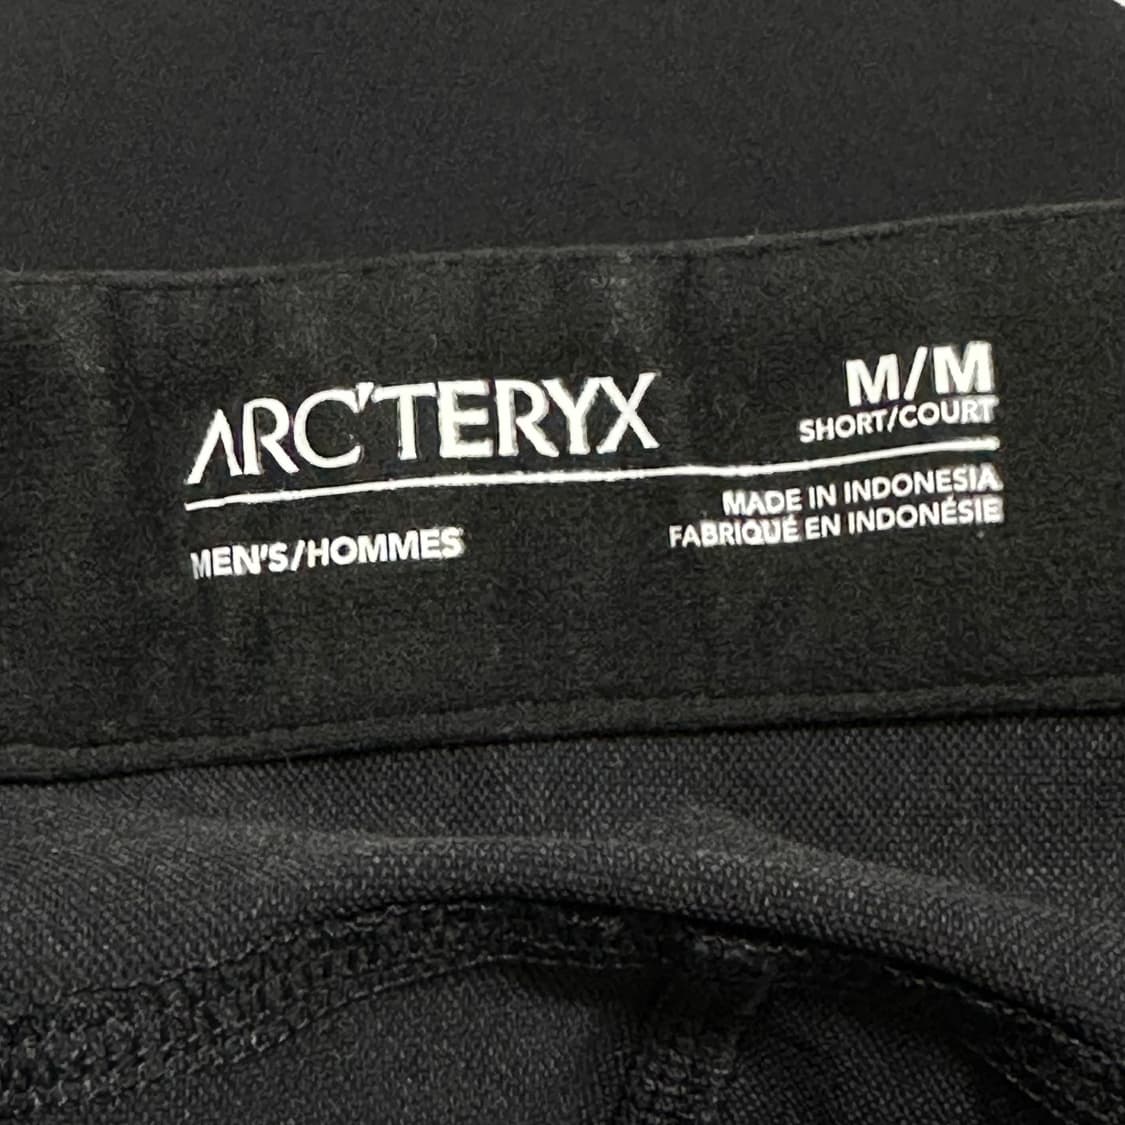 ARC'TERYX
M/M
SHORT/COURT
MEN'S/HOMMES
MADE IN INDONESIA
FABRIQUÉ EN INDONÉSIE